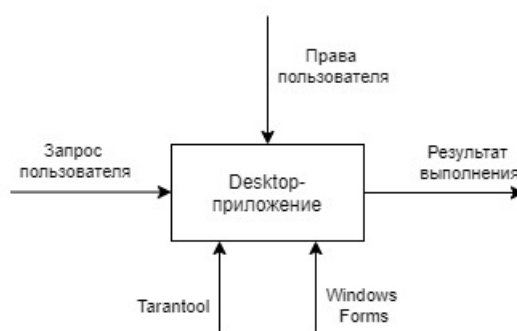 Права
пользователя
Запрос
пользователя
Desktop-
приложение
Результат
выполнения
Tarantool
Windows
Forms